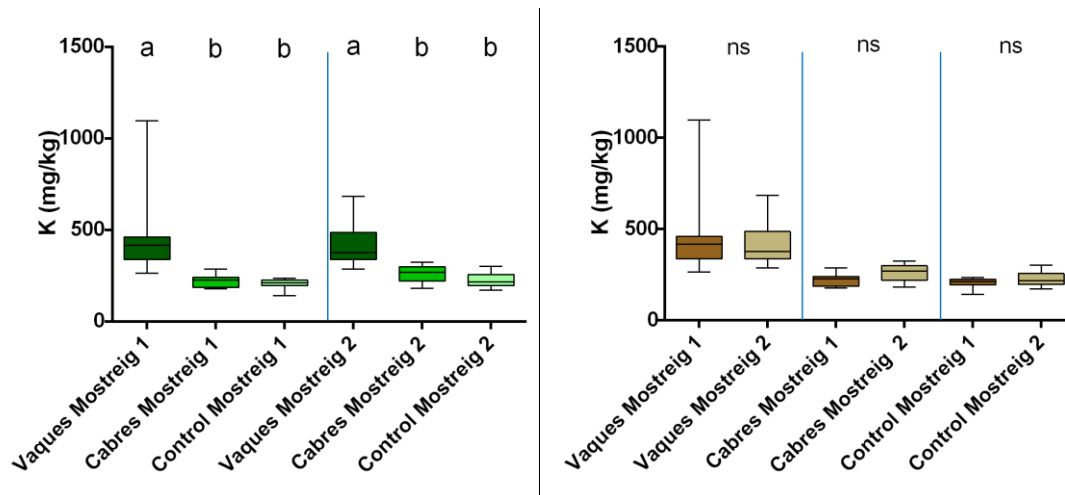 a b b a b b
1500
1000
500
0
K (mg/kg)
Vaques Mostreig 1
Cabres Mostreig 1
Control Mostreig 1
Vaques Mostreig 2
Cabres Mostreig 2
Control Mostreig 2
ns ns ns
1500
1000
500
0
K (mg/kg)
Vaques Mostreig 1
Vaques Mostreig 2
Cabres Mostreig 1
Cabres Mostreig 2
Control Mostreig 1
Control Mostreig 2